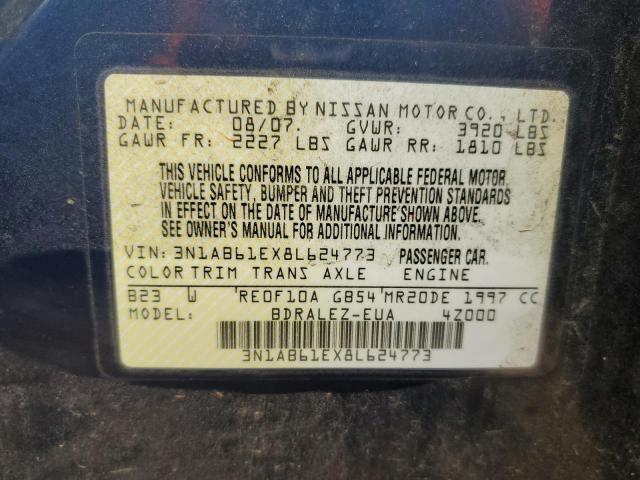 MANUFACTURED BY NISSAN MOTOR CO., LTD.
DATE: 08/07. GVWR: 3920 LBS
GAWR FR: 2227 LBS GAWR RR: 1810 LBS
THIS VEHICLE CONFORMS TO ALL APPLICABLE FEDERAL MOTOR
VEHICLE SAFETY, BUMPER AND THEFT PREVENTION STANDARDS
IN EFFECT ON THE DATE OF MANUFACTURE SHOWN ABOVE.
SEE OWNER'S MANUAL FOR ADDITIONAL INFORMATION.
VIN: 3N1AB61EX8L624773 PASSENGER CAR.
COLOR TRIM TRANS AXLE ENGINE
B23 W RE0F10A GB54 MR20DE 1997 CC
MODEL: BDRALEZ-EUA 4Z000
3N1AB61EX8L624773